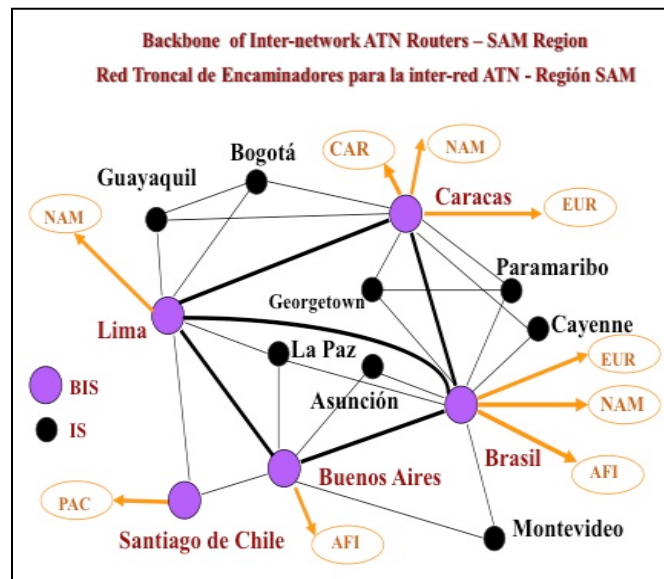 Backbone of Inter-network ATN Routers – SAM Region
Red Troncal de Encaminadores para la inter-red ATN - Región SAM
CAR
NAM
Bogotá
Guayaquil
Caracas
EUR
NAM
Paramaribo
Georgetown
Lima
Cayenne
La Paz
EUR
BIS
Asunción
NAM
IS
Brasil
AFI
Buenos Aires
PAC
Montevideo
Santiago de Chile
AFI